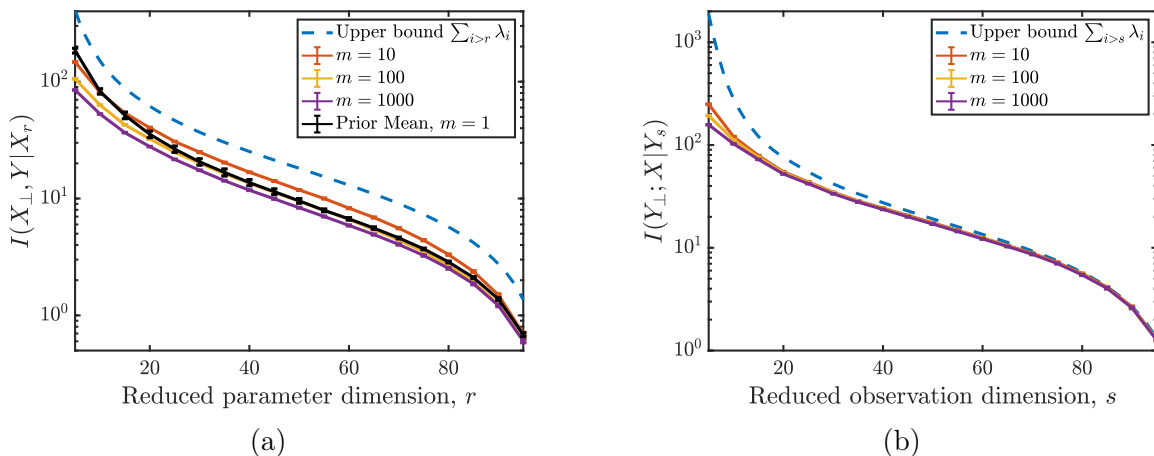 Upper bound ∑_{i>r} λ_i
m = 10
m = 100
m = 1000
Prior Mean, m = 1
10^2
10^1
10^0
I(X_⊥, Y|X_r)
20 40 60 80
Reduced parameter dimension, r
(a)
Upper bound ∑_{i>s} λ_i
m = 10
m = 100
m = 1000
10^3
10^2
10^1
10^0
I(Y_⊥; X|Y_s)
20 40 60 80
Reduced observation dimension, s
(b)